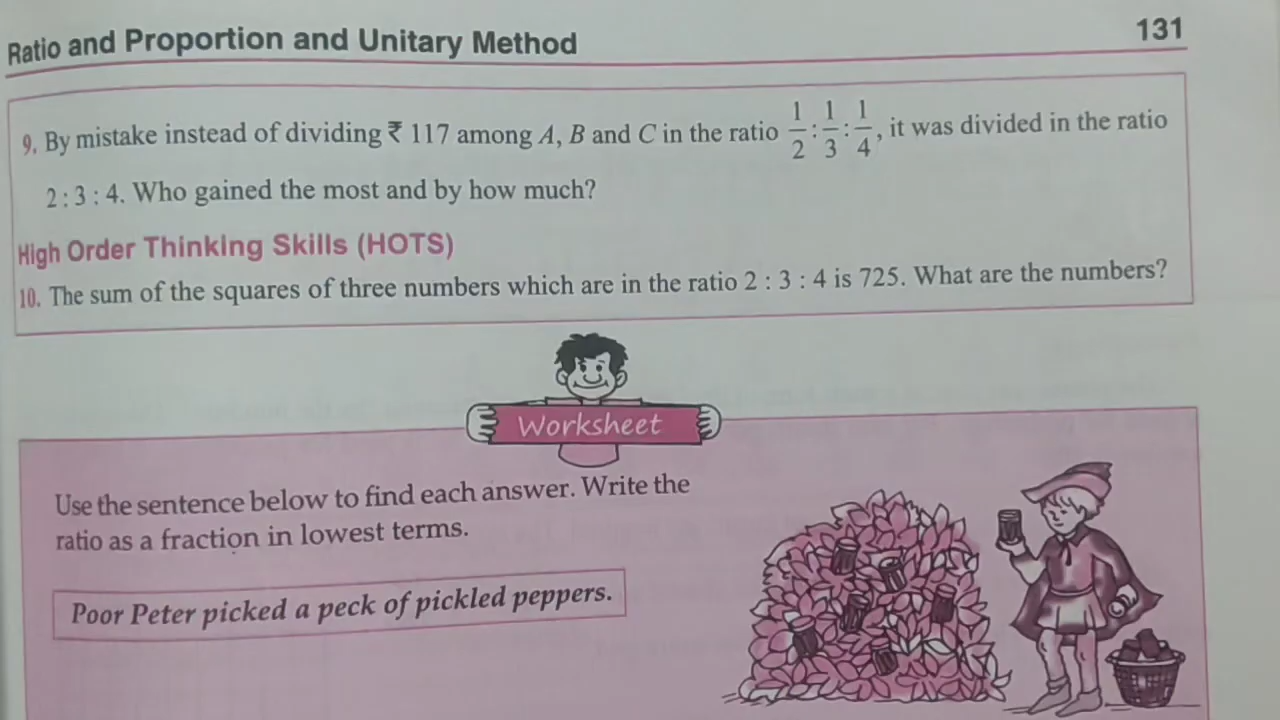 Ratio and Proportion and Unitary Method 131
9. By mistake instead of dividing ₹ 117 among A, B and C in the ratio 1/2 : 1/3 : 1/4, it was divided in the ratio
2 : 3 : 4. Who gained the most and by how much?
High Order Thinking Skills (HOTS)
10. The sum of the squares of three numbers which are in the ratio 2 : 3 : 4 is 725. What are the numbers?
Worksheet
Use the sentence below to find each answer. Write the
ratio as a fraction in lowest terms.
Poor Peter picked a peck of pickled peppers.